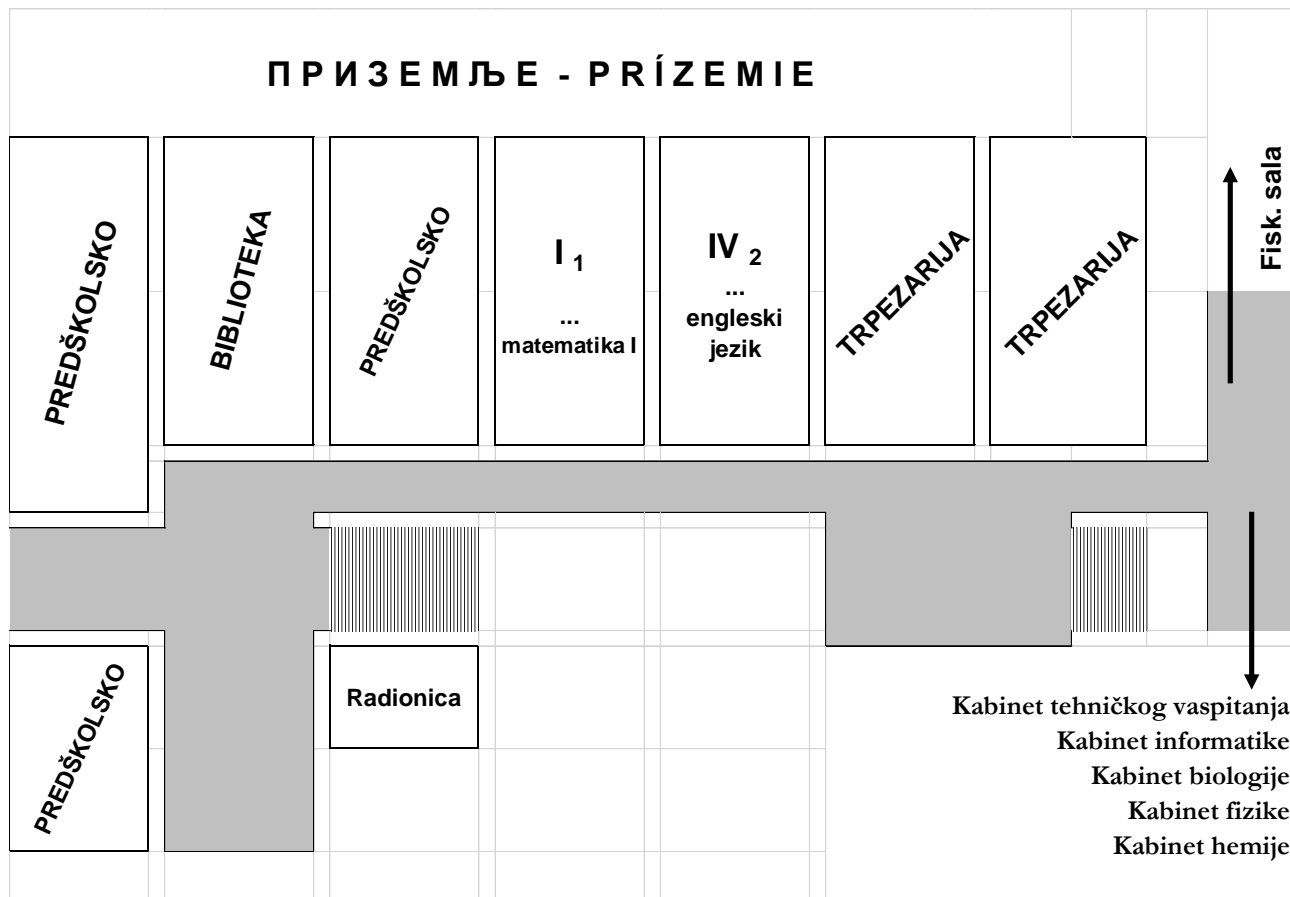 ПРИЗЕМЉЕ - PRÍZEMIE
PREDŠKOLSKO
BIBLIOTEKA
PREDŠKOLSKO
I 1
...
matematika I
IV 2
...
engleski
jezik
TRPEZARIJA
TRPEZARIJA
Fisk. sala
PREDŠKOLSKO
Radionica
Kabinet tehničkog vaspitanja
Kabinet informatike
Kabinet biologije
Kabinet fizike
Kabinet hemije